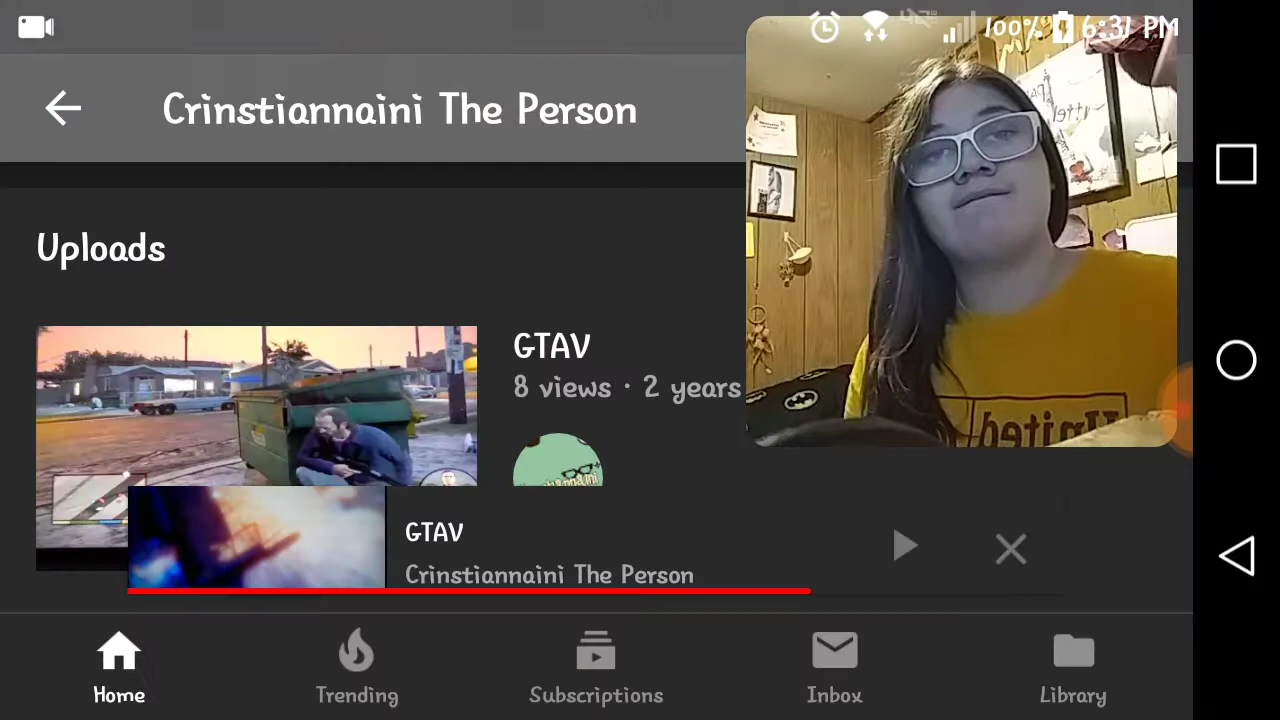 100% 6:31 PM
Crinstiannaini The Person
Uploads
GTAV
8 views · 2 years
United
GTAV
Crinstiannaini The Person
Home
Trending
Subscriptions
Inbox
Library